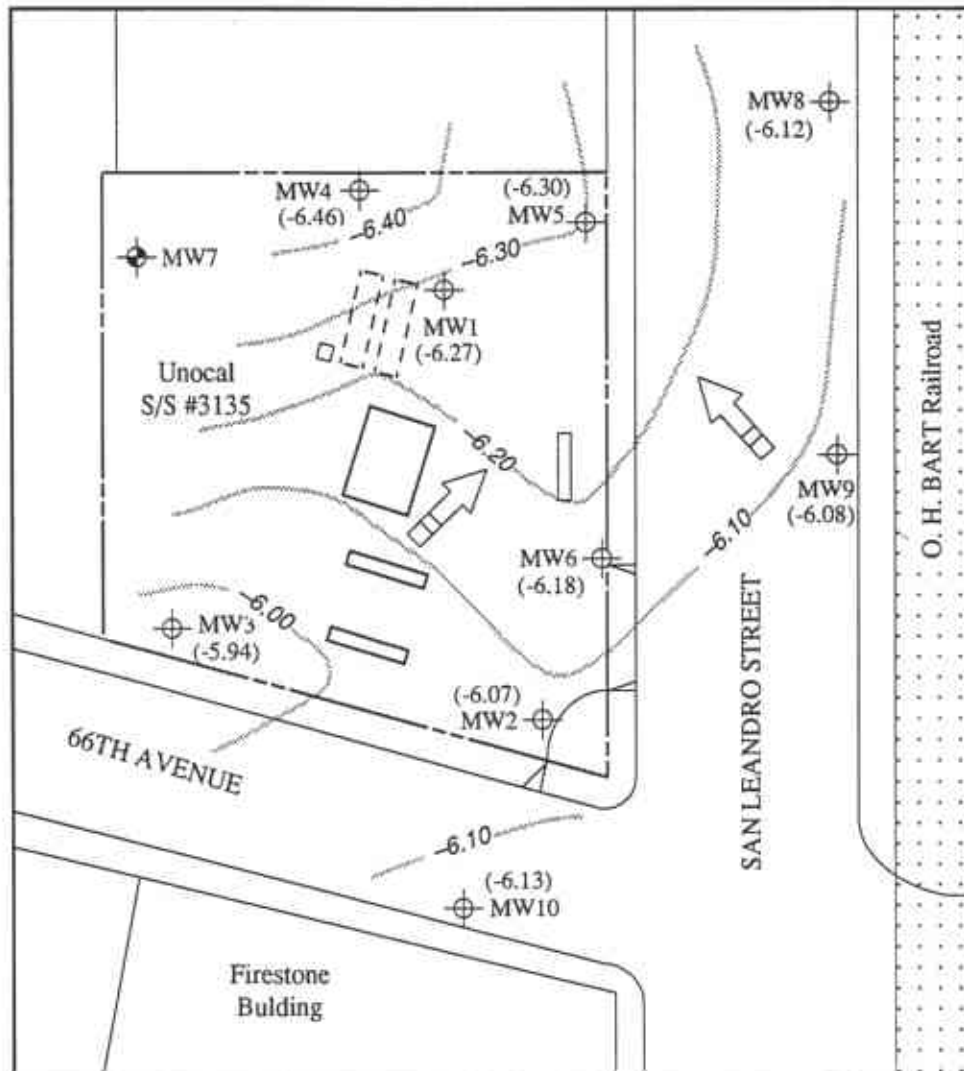 MW8
(-6.12)
MW4
(-6.46)
(-6.30)
MW5
-6.40
MW7
-6.30
MW1
(-6.27)
Unocal
S/S #3135
O. H. BART Railroad
-6.20
MW9
(-6.08)
-6.10
MW6
(-6.18)
-6.00
MW3
(-5.94)
SAN LEANDRO STREET
(-6.07)
MW2
66TH AVENUE
-6.10
(-6.13)
MW10
Firestone
Bulding